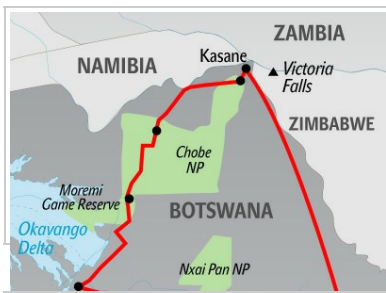 ZAMBIA
Kasane
NAMIBIA
Victoria
Falls
ZIMBABWE
Chobe
NP
Moremi
Game Reserve
BOTSWANA
Okavango
Delta
Nxai Pan NP